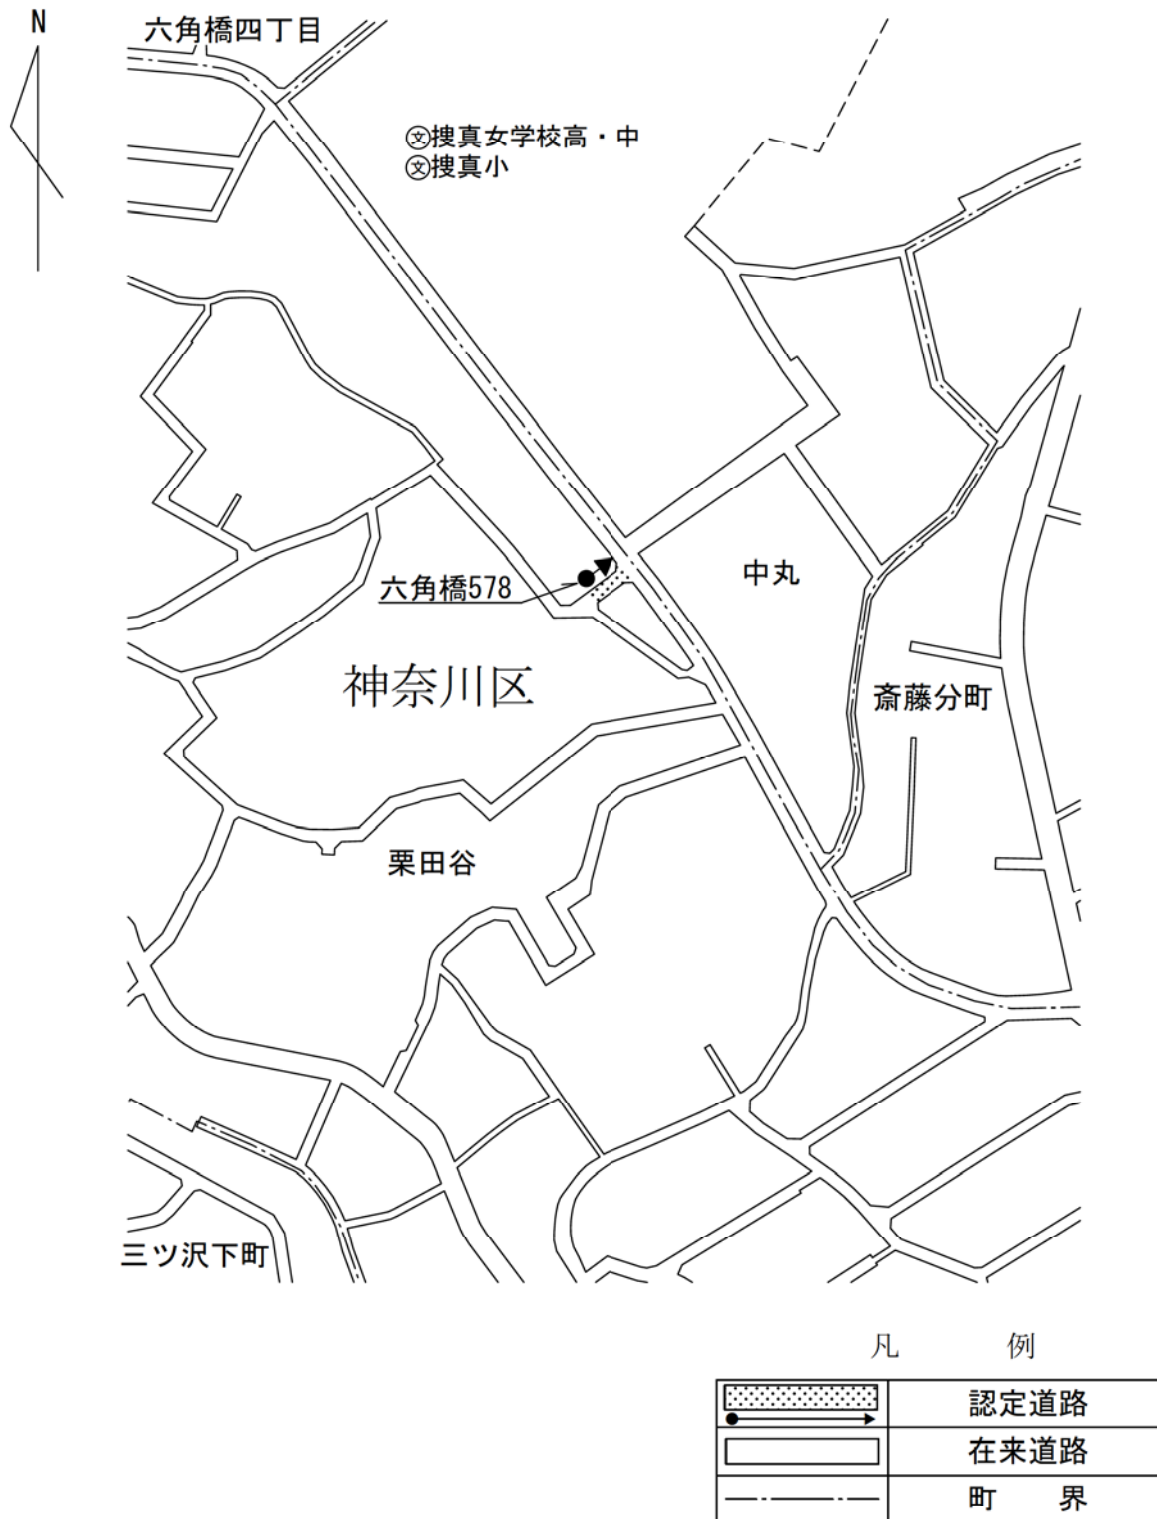 N
六角橋四丁目
㊫捜真女学校高・中
㊫捜真小
中丸
六角橋578
神奈川区
斎藤分町
栗田谷
三ツ沢下町
凡 例
認定道路
在来道路
町 界